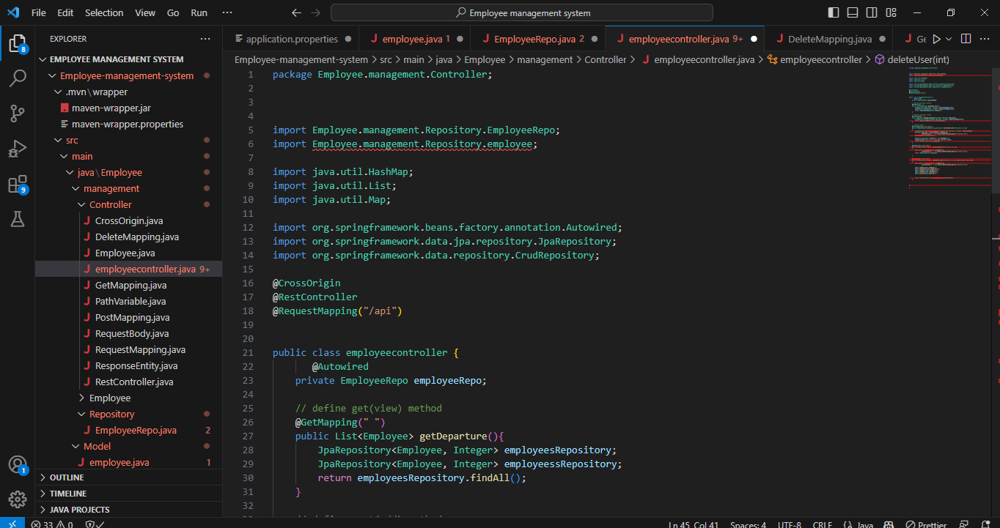 File Edit Selection View Go Run ··· Employee management system
EXPLORER ···
EMPLOYEE MANAGEMENT SYSTEM
Employee-management-system
.mvn\wrapper
maven-wrapper.jar
maven-wrapper.properties
src
main
java\Employee
management
Controller
CrossOrigin.java
DeleteMapping.java
Employee.java
employeecontroller.java 9+
GetMapping.java
PathVariable.java
PostMapping.java
RequestBody.java
RequestMapping.java
ResponseEntity.java
RestController.java
Employee
Repository
EmployeeRepo.java 2
Model
employee.java 1
OUTLINE
TIMELINE
JAVA PROJECTS
8
9
1
application.properties employee.java 1 EmployeeRepo.java 2 employeecontroller.java 9+ DeleteMapping.java Ge ···
Employee-management-system > src > main > java > Employee > management > Controller > employeecontroller.java > employeecontroller > deleteUser(int)
1 package Employee.management.Controller;
2
3
4
5 import Employee.management.Repository.EmployeeRepo;
6 import Employee.management.Repository.employee;
7
8 import java.util.HashMap;
9 import java.util.List;
10 import java.util.Map;
11
12 import org.springframework.beans.factory.annotation.Autowired;
13 import org.springframework.data.jpa.repository.JpaRepository;
14 import org.springframework.data.repository.CrudRepository;
15
16 @CrossOrigin
17 @RestController
18 @RequestMapping("/api")
19
20
21 public class employeecontroller {
22 @Autowired
23 private EmployeeRepo employeeRepo;
24
25 // define get(view) method
26 @GetMapping(" ")
27 public List<Employee> getDeparture(){
28 JpaRepository<Employee, Integer> employeesRepository;
29 JpaRepository<Employee, Integer> employeessRepository;
30 return employeesRepository.findAll();
31 }
32
33 0 Ln 45, Col 41 Spaces: 4 UTF-8 CRLF {} Java Prettier